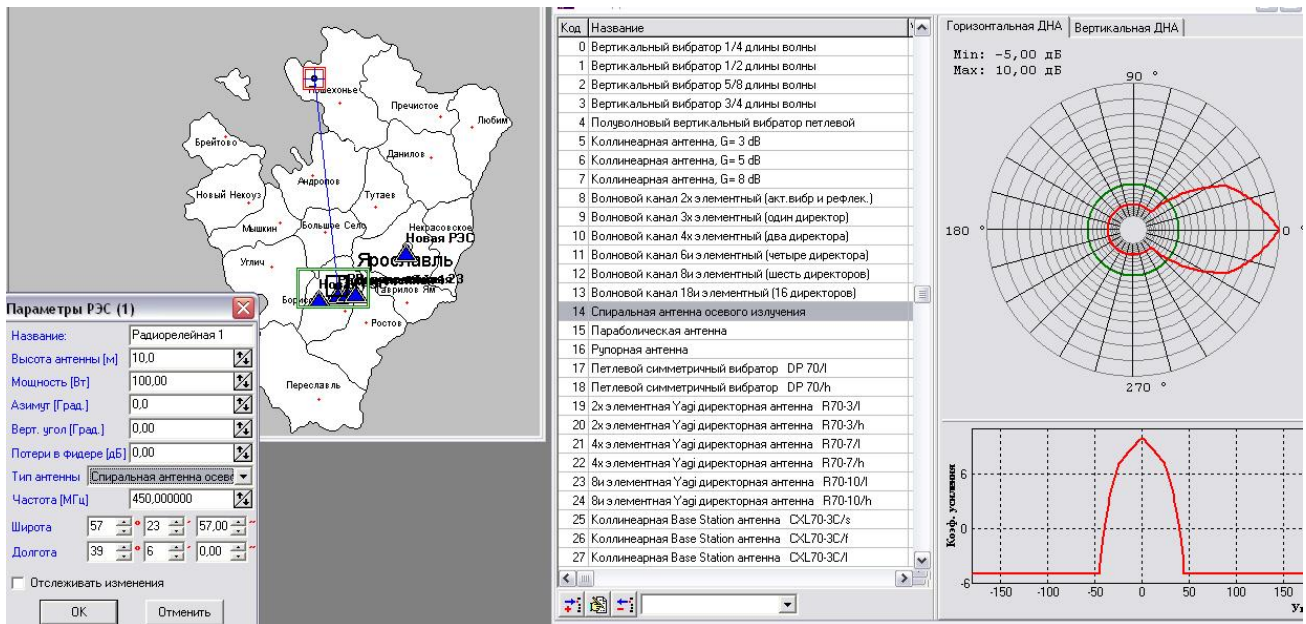 Пошехонье
Пречистое
Любим
Брейтово
Данилов
Андропов
Новый Некоуз
Тутаев
Мышкин
Большое Село
Некрасовское
Новая РЭС
Углич
Ярославль
Гаврилов Ям
Ростов
Переславль
Параметры РЭС (1)
Название: Радиорелейная 1
Высота антенны [м] 10,0
Мощность [Вт] 100,00
Азимут [Град.] 0,0
Верт. угол [Град.] 0,00
Потери в фидере [дБ] 0,00
Тип антенны Спиральная антенна осево
Частота [МГц] 450,000000
Широта 57 ° 23 ′ 57,00 ″
Долгота 39 ° 6 ′ 0,00 ″
Отслеживать изменения
OK Отменить
Код Название
0 Вертикальный вибратор 1/4 длины волны
1 Вертикальный вибратор 1/2 длины волны
2 Вертикальный вибратор 5/8 длины волны
3 Вертикальный вибратор 3/4 длины волны
4 Полуволновый вертикальный вибратор петлевой
5 Коллинеарная антенна, G= 3 dB
6 Коллинеарная антенна, G= 5 dB
7 Коллинеарная антенна, G= 8 dB
8 Волновой канал 2х элементный (акт.вибр и рефлек.)
9 Волновой канал 3х элементный (один директор)
10 Волновой канал 4х элементный (два директора)
11 Волновой канал 6и элементный (четыре директора)
12 Волновой канал 8и элементный (шесть директоров)
13 Волновой канал 18и элементный (16 директоров)
14 Спиральная антенна осевого излучения
15 Параболическая антенна
16 Рупорная антенна
17 Петлевой симметричный вибратор DP 70/l
18 Петлевой симметричный вибратор DP 70/h
19 2х элементная Yagi директорная антенна R70-3/l
20 2х элементная Yagi директорная антенна R70-3/h
21 4х элементная Yagi директорная антенна R70-7/l
22 4х элементная Yagi директорная антенна R70-7/h
23 8и элементная Yagi директорная антенна R70-10/l
24 8и элементная Yagi директорная антенна R70-10/h
25 Коллинеарная Base Station антенна CXL70-3C/s
26 Коллинеарная Base Station антенна CXL70-3C/f
27 Коллинеарная Base Station антенна CXL70-3C/l
Горизонтальная ДНА Вертикальная ДНА
Min: -5,00 дБ
Max: 10,00 дБ
90 °
180 °
0 °
270 °
Коэф. усиления
6
0
-6
-150 -100 -50 0 50 100 150